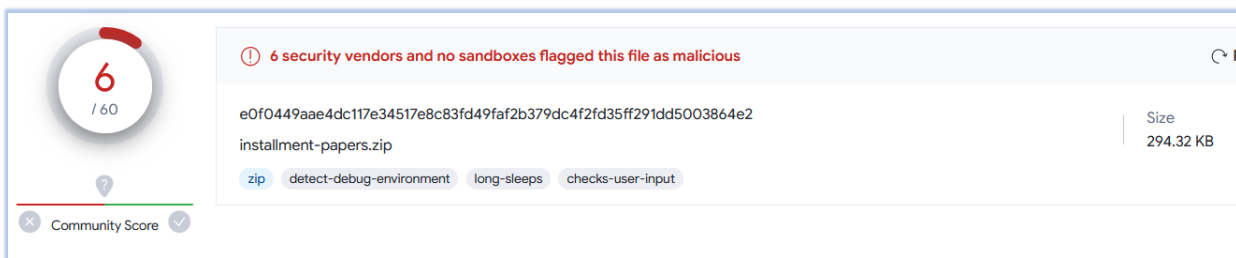 6
/ 60
?
Community Score
6 security vendors and no sandboxes flagged this file as malicious
e0f0449aae4dc117e34517e8c83fd49faf2b379dc4f2fd35ff291dd5003864e2
installment-papers.zip
zip detect-debug-environment long-sleeps checks-user-input
Size
294.32 KB